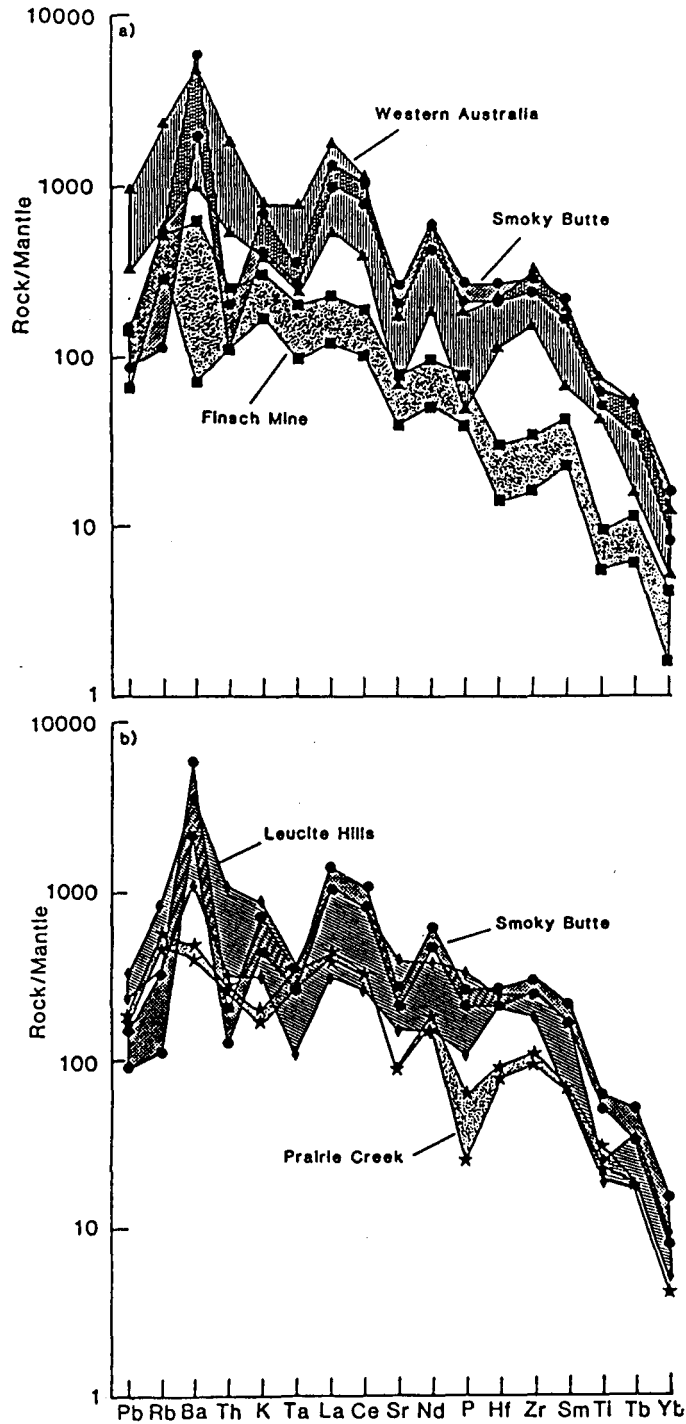 a)
10000
1000
100
10
1
Rock/Mantle
Western Australia
Smoky Butte
Finsch Mine
b)
10000
1000
100
10
1
Rock/Mantle
Leucite Hills
Smoky Butte
Prairie Creek
Pb Rb Ba Th K Ta La Ce Sr Nd P Hf Zr Sm Ti Tb Yt